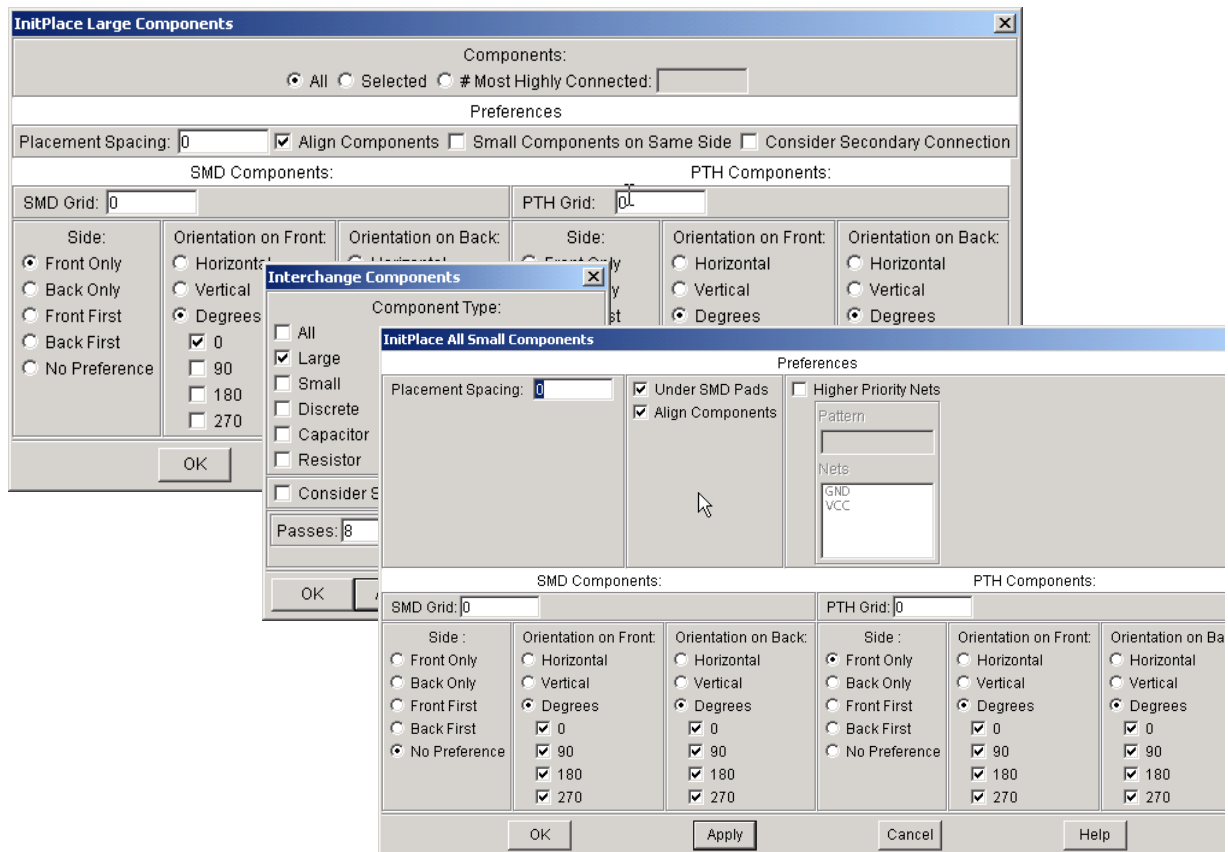 InitPlace Large Components
Components:
All Selected # Most Highly Connected:
Preferences
Placement Spacing: 0 Align Components Small Components on Same Side Consider Secondary Connection
SMD Components: PTH Components:
SMD Grid: 0 PTH Grid: 0
Side: Orientation on Front: Orientation on Back: Side: Orientation on Front: Orientation on Back:
Front Only Horizontal Horizontal Front Only Horizontal Horizontal
Back Only Vertical Vertical Vertical
Front First Degrees Degrees Degrees
Back First 0
No Preference 90
180
270
OK
Interchange Components
Component Type:
All
Large
Small
Discrete
Capacitor
Resistor
Consider S
Passes: 8
OK
InitPlace All Small Components
Preferences
Placement Spacing: 0 Under SMD Pads Higher Priority Nets
Align Components Pattern
Nets
GND
VCC
SMD Components: PTH Components:
SMD Grid: 0 PTH Grid: 0
Side : Orientation on Front: Orientation on Back: Side : Orientation on Front: Orientation on Ba
Front Only Horizontal Horizontal Front Only Horizontal Horizontal
Back Only Vertical Vertical Back Only Vertical Vertical
Front First Degrees Degrees Front First Degrees Degrees
Back First 0 0 Back First 0 0
No Preference 90 90 No Preference 90 90
180 180 180 180
270 270 270 270
OK Apply Cancel Help